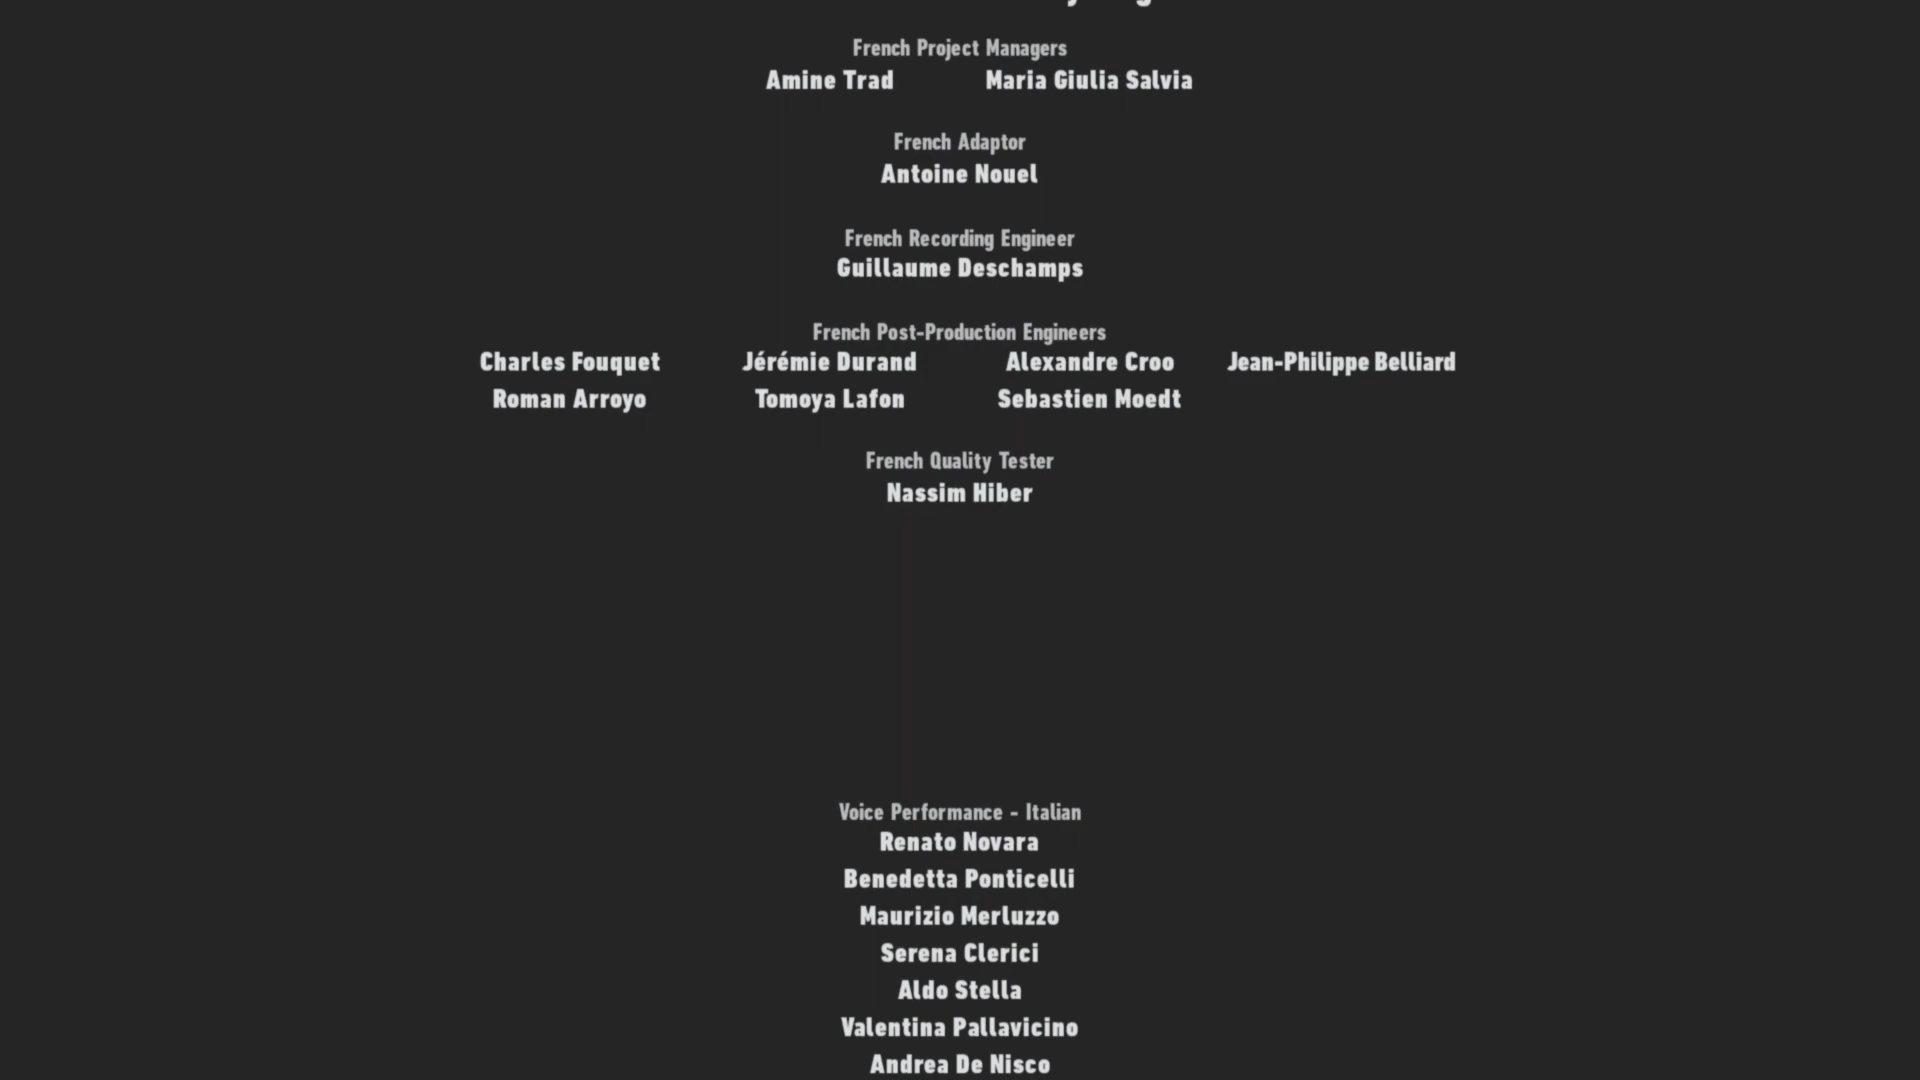 French Project Managers
Amine Trad Maria Giulia Salvia
French Adaptor
Antoine Nouel
French Recording Engineer
Guillaume Deschamps
French Post-Production Engineers
Charles Fouquet Jérémie Durand Alexandre Croo Jean-Philippe Belliard
Roman Arroyo Tomoya Lafon Sebastien Moedt
French Quality Tester
Nassim Hiber
Voice Performance - Italian
Renato Novara
Benedetta Ponticelli
Maurizio Merluzzo
Serena Clerici
Aldo Stella
Valentina Pallavicino
Andrea De Nisco